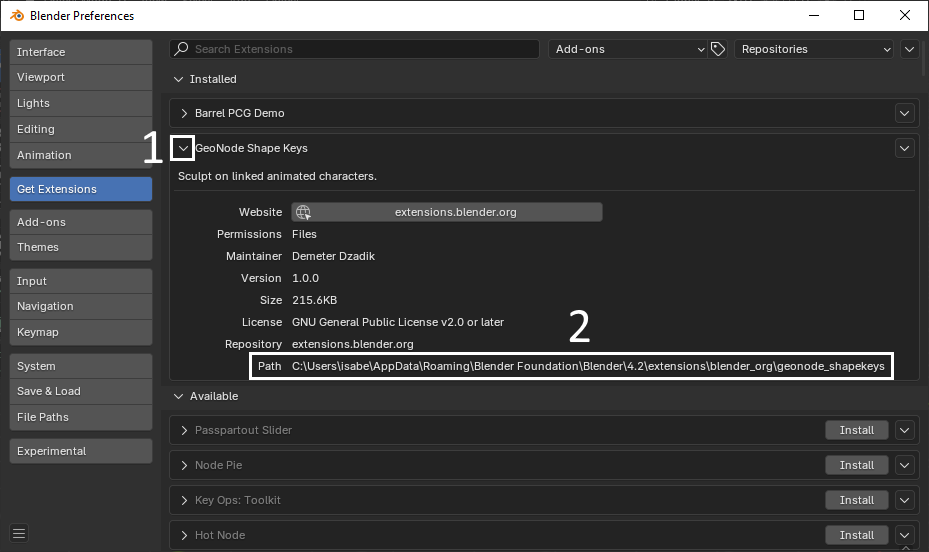 Blender Preferences
Interface
Viewport
Lights
Editing
Animation
Get Extensions
Add-ons
Themes
Input
Navigation
Keymap
System
Save & Load
File Paths
Experimental
Search Extensions Add-ons Repositories
Installed
Barrel PCG Demo
1 GeoNode Shape Keys
Sculpt on linked animated characters.
Website extensions.blender.org
Permissions Files
Maintainer Demeter Dzadik
Version 1.0.0
Size 215.6KB
License GNU General Public License v2.0 or later
Repository extensions.blender.org
2
Path C:\Users\isabe\AppData\Roaming\Blender Foundation\Blender\4.2\extensions\blender_org\geonode_shapekeys
Available
Passpartout Slider Install
Node Pie Install
Key Ops: Toolkit Install
Hot Node Install